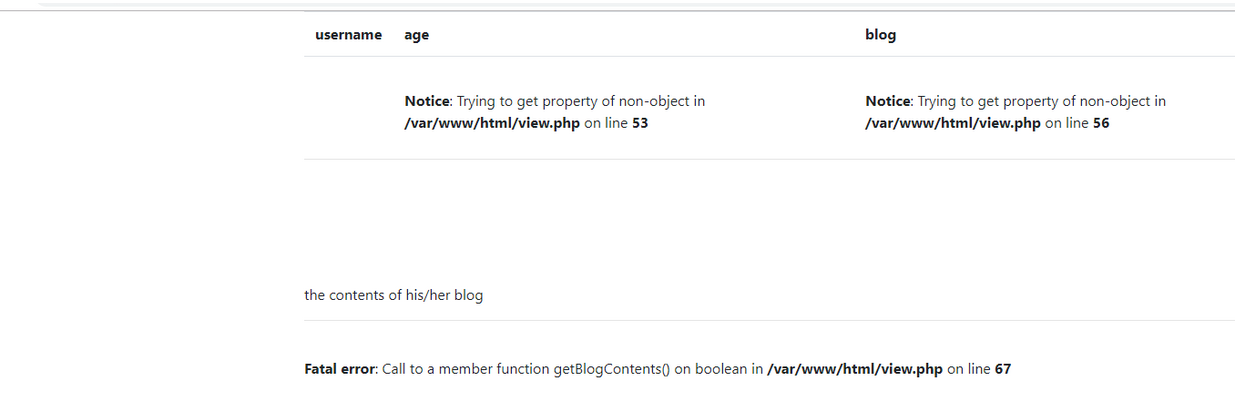 username age blog
Notice: Trying to get property of non-object in
/var/www/html/view.php on line 53
Notice: Trying to get property of non-object in
/var/www/html/view.php on line 56
the contents of his/her blog
Fatal error: Call to a member function getBlogContents() on boolean in /var/www/html/view.php on line 67